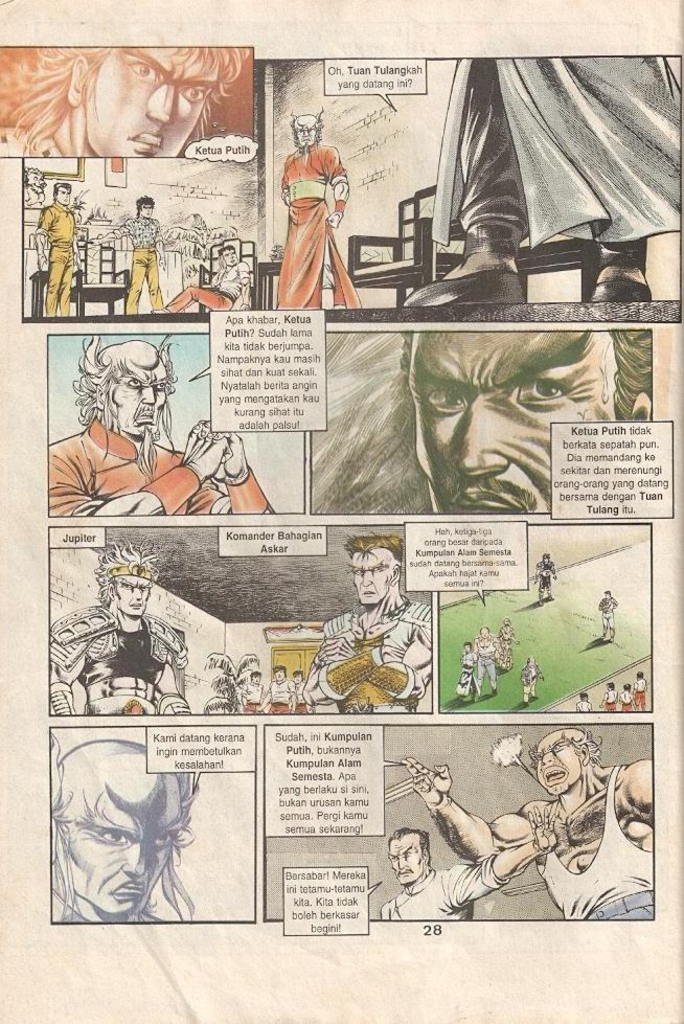 Oh, Tuan Tulangkah
yang datang ini?
Ketua Putih
Apa khabar, Ketua
Putih? Sudah lama
kita tidak berjumpa.
Nampaknya kau masih
sihat dan kuat sekali.
Nyatalah berita angin
yang mengatakan kau
kurang sihat itu
adalah palsu!
Ketua Putih tidak
berkata sepatah pun.
Dia memandang ke
sekitar dan merenungi
orang-orang yang datang
bersama dengan Tuan
Tulang itu.
Jupiter
Komander Bahagian
Askar
Heh, ketiga-tiga
orang besar daripada
Kumpulan Alam Semesta
sudah datang bersama-sama.
Apakah hajat kamu
semua ini?
Kami datang kerana
ingin membetulkan
kesalahan!
Sudah, ini Kumpulan
Putih, bukannya
Kumpulan Alam
Semesta. Apa
yang berlaku si sini,
bukan urusan kamu
semua. Pergi kamu
semua sekarang!
Bersabar! Mereka
ini tetamu-tetamu
kita. Kita tidak
boleh berkasar
begini!
28